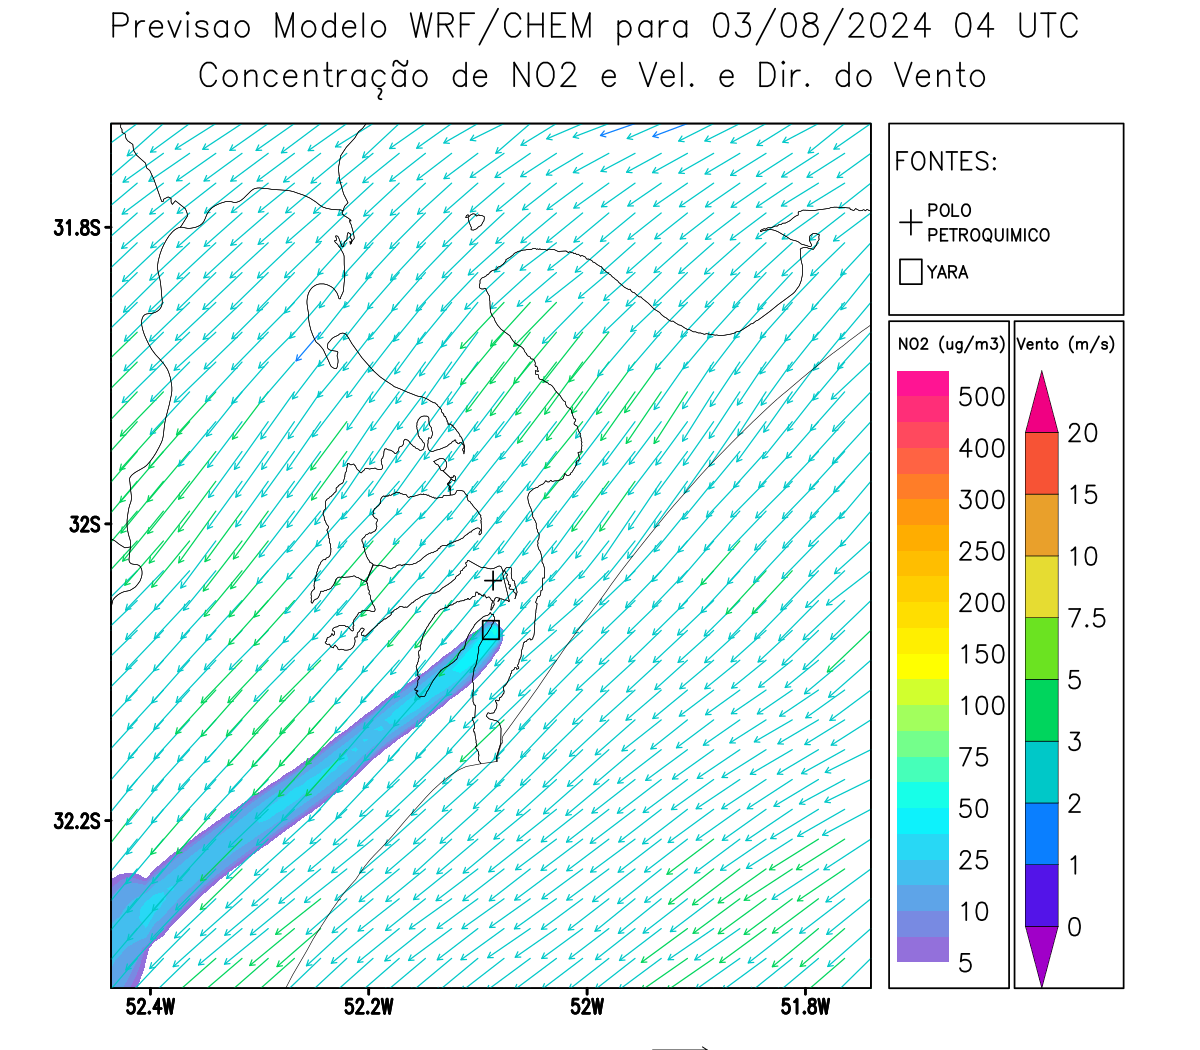 Previsao Modelo WRF/CHEM para 03/08/2024 04 UTC
Concentração de NO2 e Vel. e Dir. do Vento
FONTES:
POLO
PETROQUIMICO
YARA
NO2 (ug/m3)
500
400
300
250
200
150
100
75
50
25
10
5
Vento (m/s)
20
15
10
7.5
5
3
2
1
0
31.8S
32S
32.2S
52.4W
52.2W
52W
51.8W